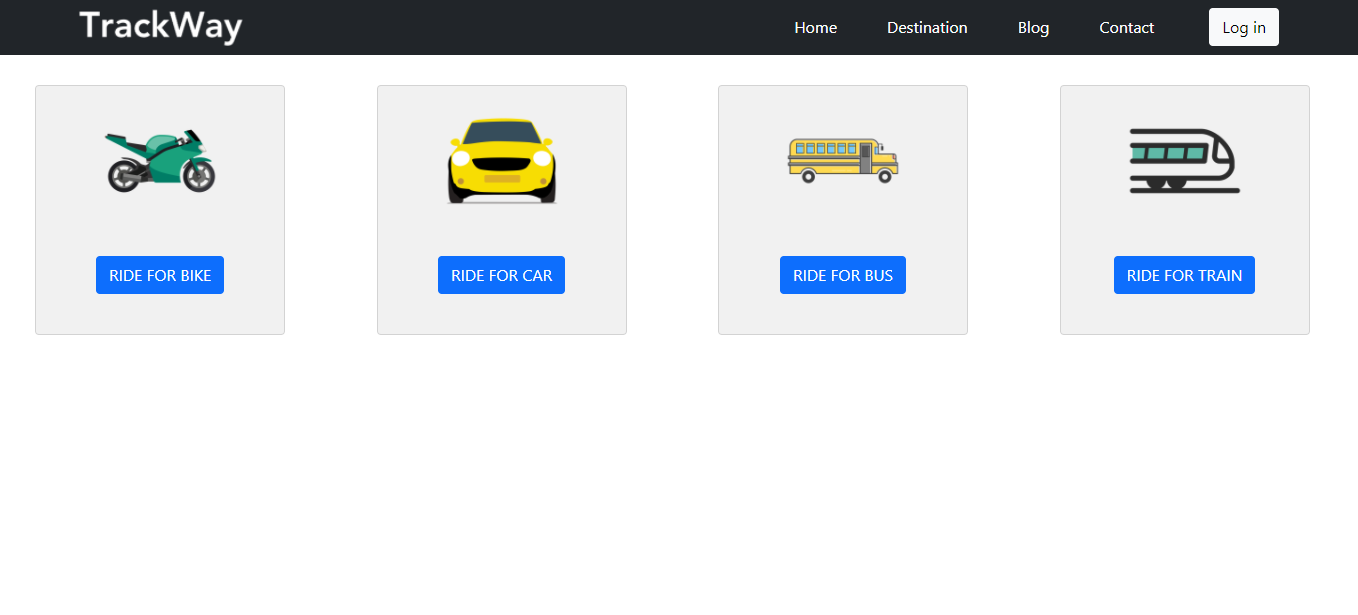 TrackWay
Home Destination Blog Contact Log in
RIDE FOR BIKE RIDE FOR CAR RIDE FOR BUS RIDE FOR TRAIN